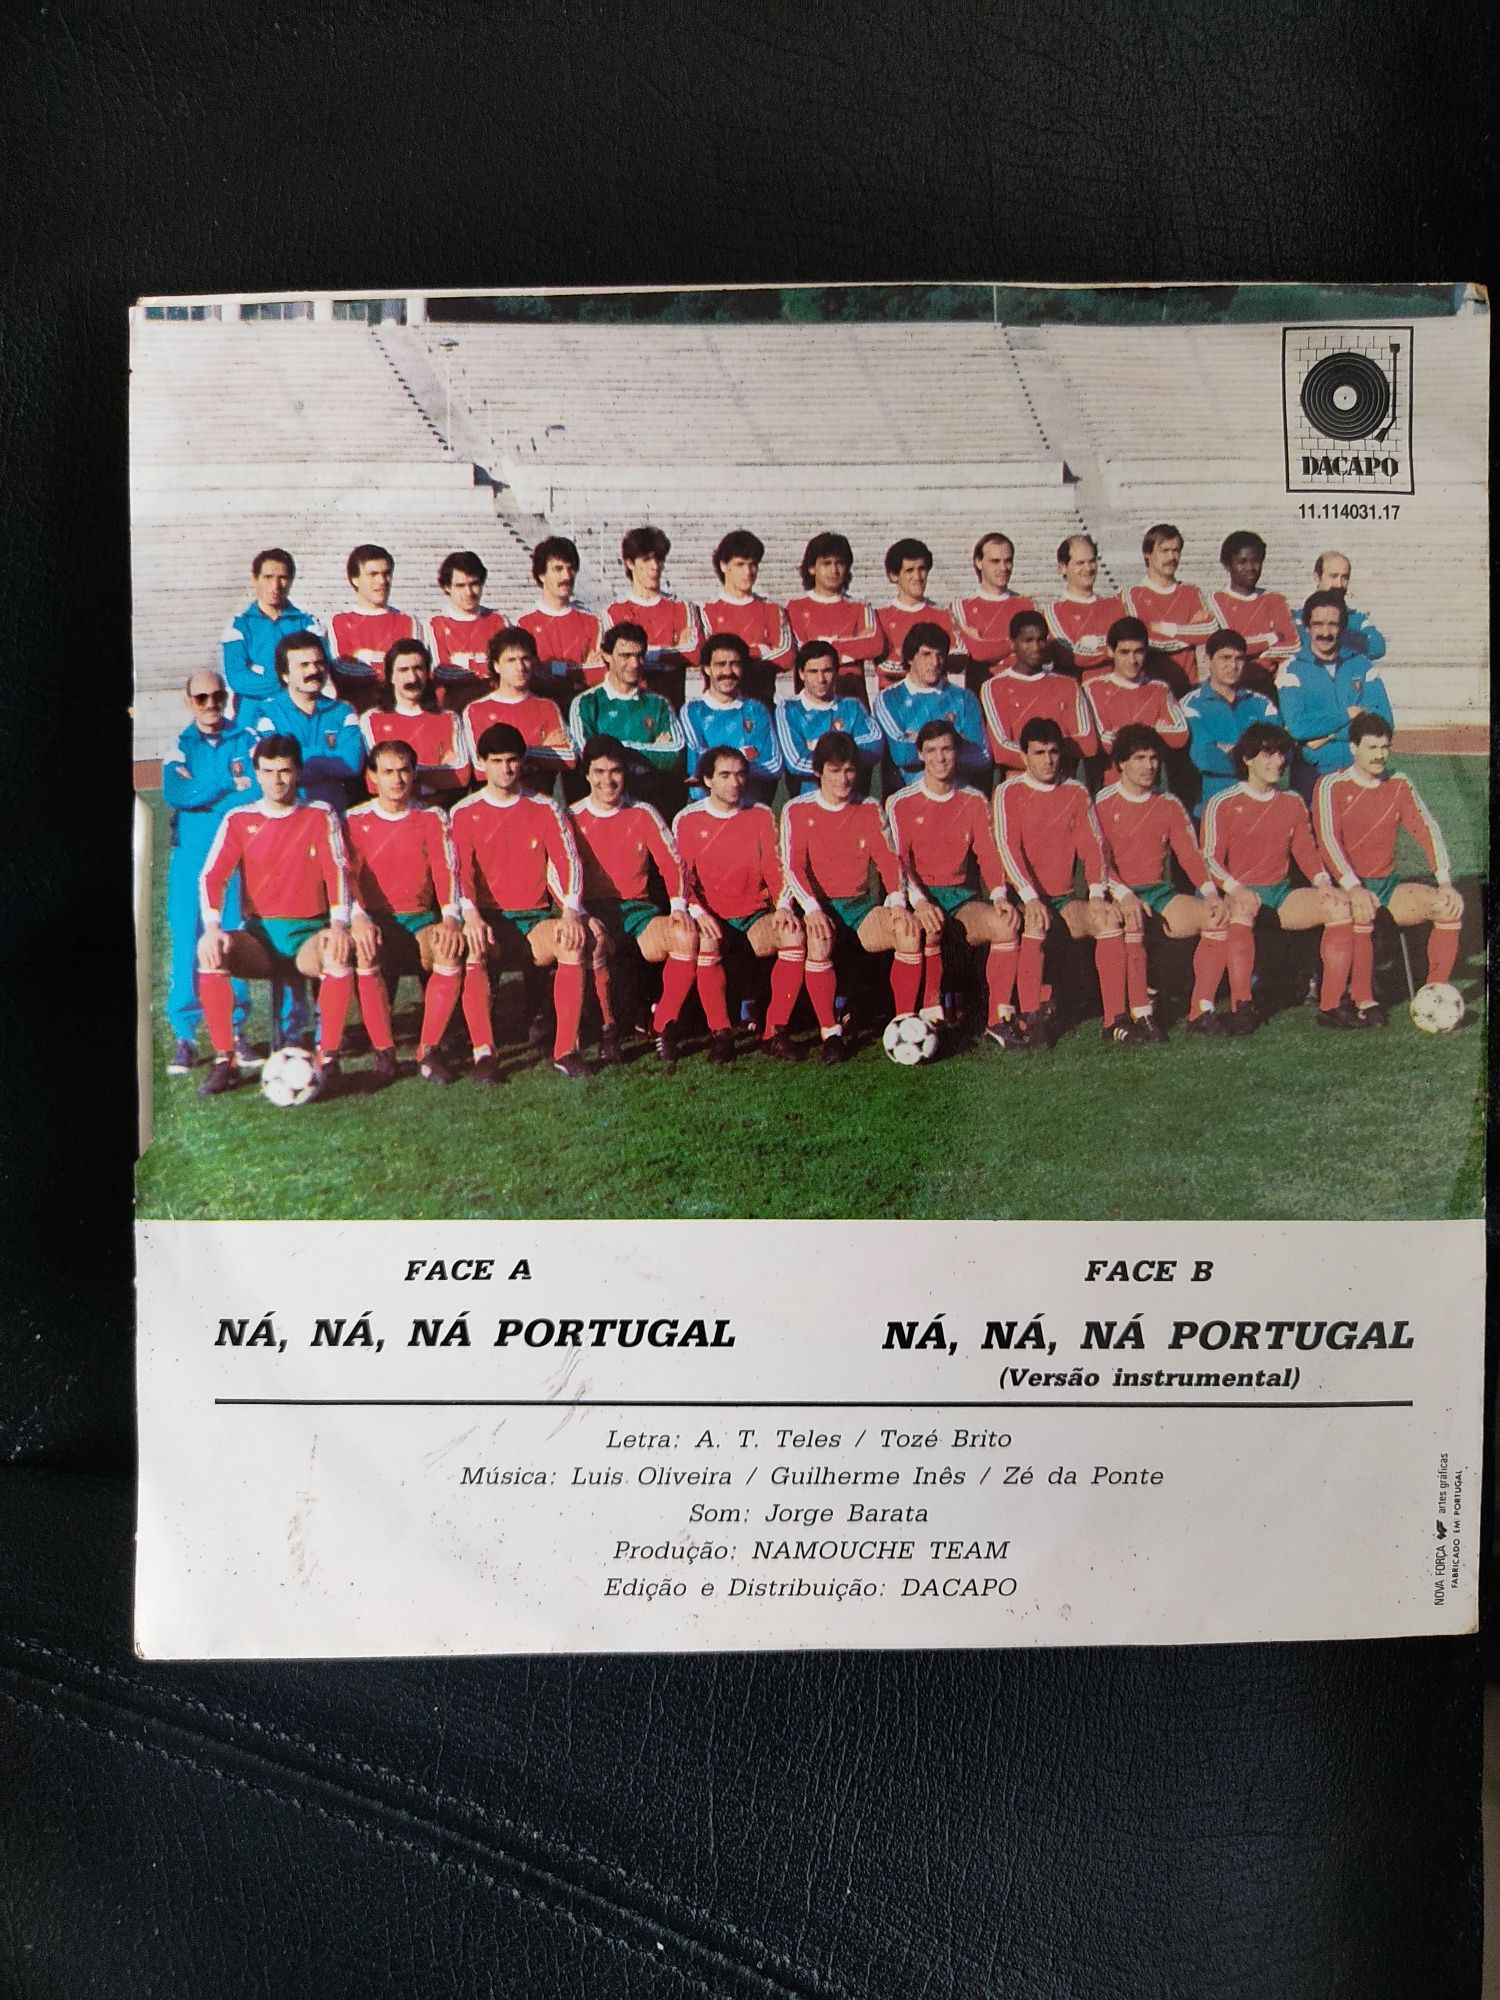 DACAPO
11.114031.17
FACE A
NÁ, NÁ, NÁ PORTUGAL
FACE B
NÁ, NÁ, NÁ PORTUGAL
(Versão instrumental)
Letra: A. T. Teles / Tozé Brito
Música: Luis Oliveira / Guilherme Inês / Zé da Ponte
Som: Jorge Barata
Produção: NAMOUCHE TEAM
Edição e Distribuição: DACAPO
NOVA FORÇA artes gráficas
FABRICADO EM PORTUGAL